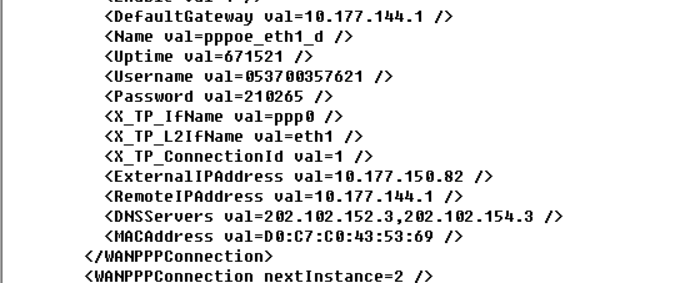 <DefaultGateway val=10.177.144.1 />
<Name val=pppoe_eth1_d />
<Uptime val=671521 />
<Username val=053700357621 />
<Password val=210265 />
<X_TP_IfName val=ppp0 />
<X_TP_L2IfName val=eth1 />
<X_TP_ConnectionId val=1 />
<ExternalIPAddress val=10.177.150.82 />
<RemoteIPAddress val=10.177.144.1 />
<DNSServers val=202.102.152.3,202.102.154.3 />
<MACAddress val=D0:C7:C0:43:53:69 />
</WANPPPConnection>
<WANPPPConnection nextInstance=2 />